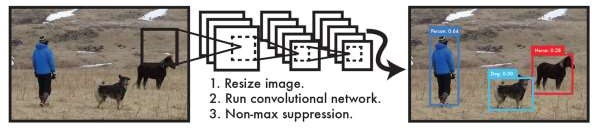 1. Resize image.
2. Run convolutional network.
3. Non-max suppression.
Person: 0.64
Horse: 0.28
Dog: 0.30